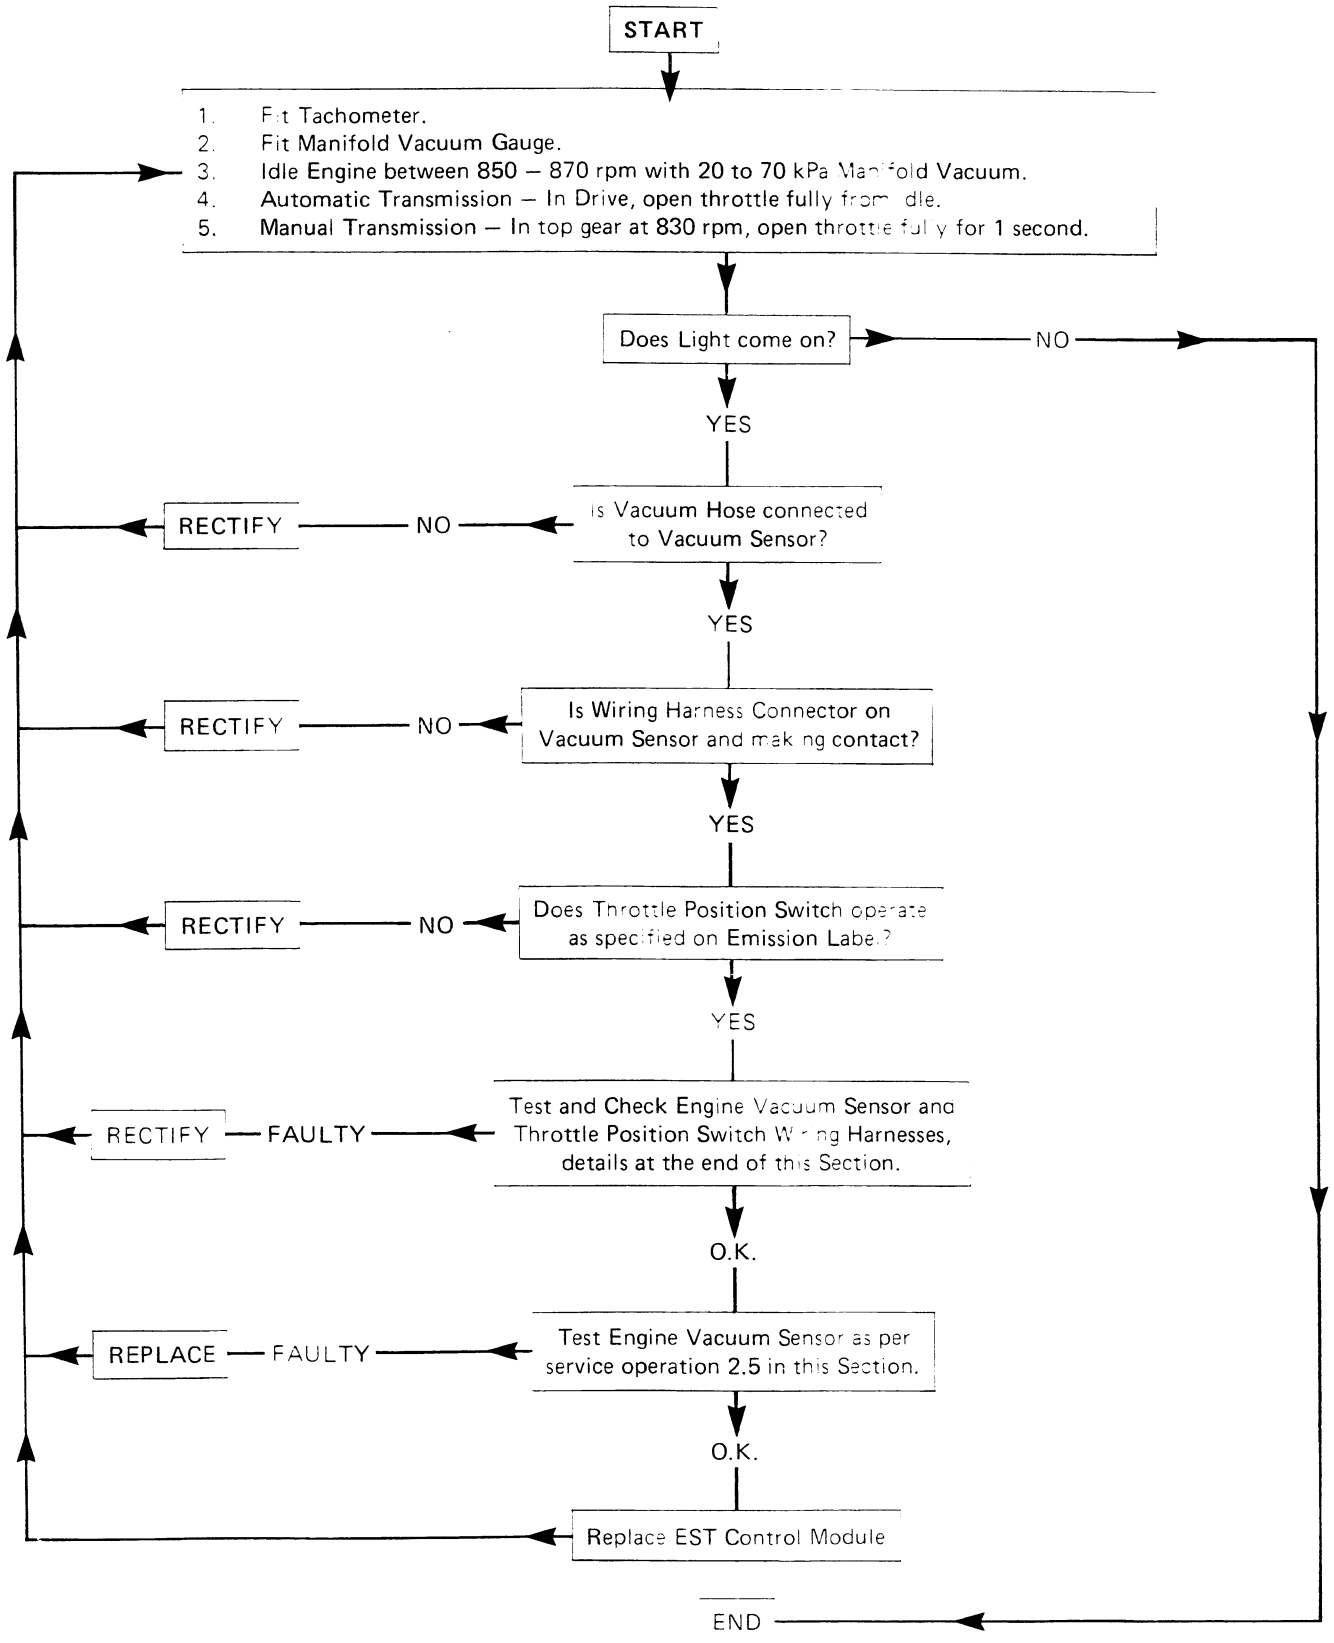 START
1. Fit Tachometer.
2. Fit Manifold Vacuum Gauge.
3. Idle Engine between 850 – 870 rpm with 20 to 70 kPa Manifold Vacuum.
4. Automatic Transmission – In Drive, open throttle fully from Idle.
5. Manual Transmission – In top gear at 830 rpm, open throttle fully for 1 second.
Does Light come on?
NO
YES
Is Vacuum Hose connected
to Vacuum Sensor?
NO
RECTIFY
YES
Is Wiring Harness Connector on
Vacuum Sensor and making contact?
NO
RECTIFY
YES
Does Throttle Position Switch operate
as specified on Emission Label?
NO
RECTIFY
YES
Test and Check Engine Vacuum Sensor and
Throttle Position Switch Wiring Harnesses,
details at the end of this Section.
FAULTY
RECTIFY
O.K.
Test Engine Vacuum Sensor as per
service operation 2.5 in this Section.
FAULTY
REPLACE
O.K.
Replace EST Control Module
END